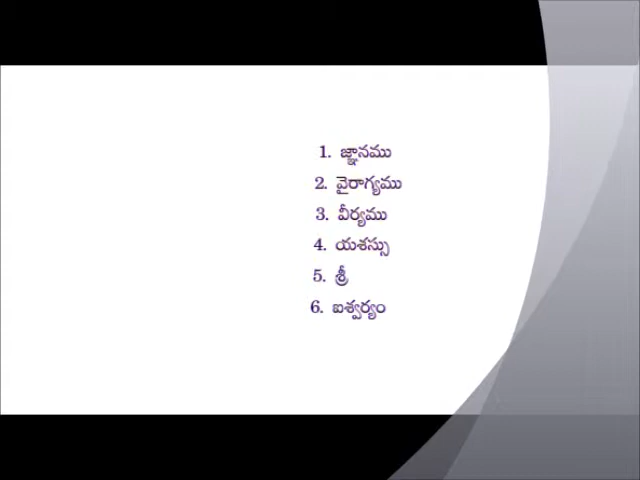 1. జ్ఞానము
2. వైరాగ్యము
3. వీర్యము
4. యశస్సు
5. శ్రీ
6. ఐశ్వర్యం